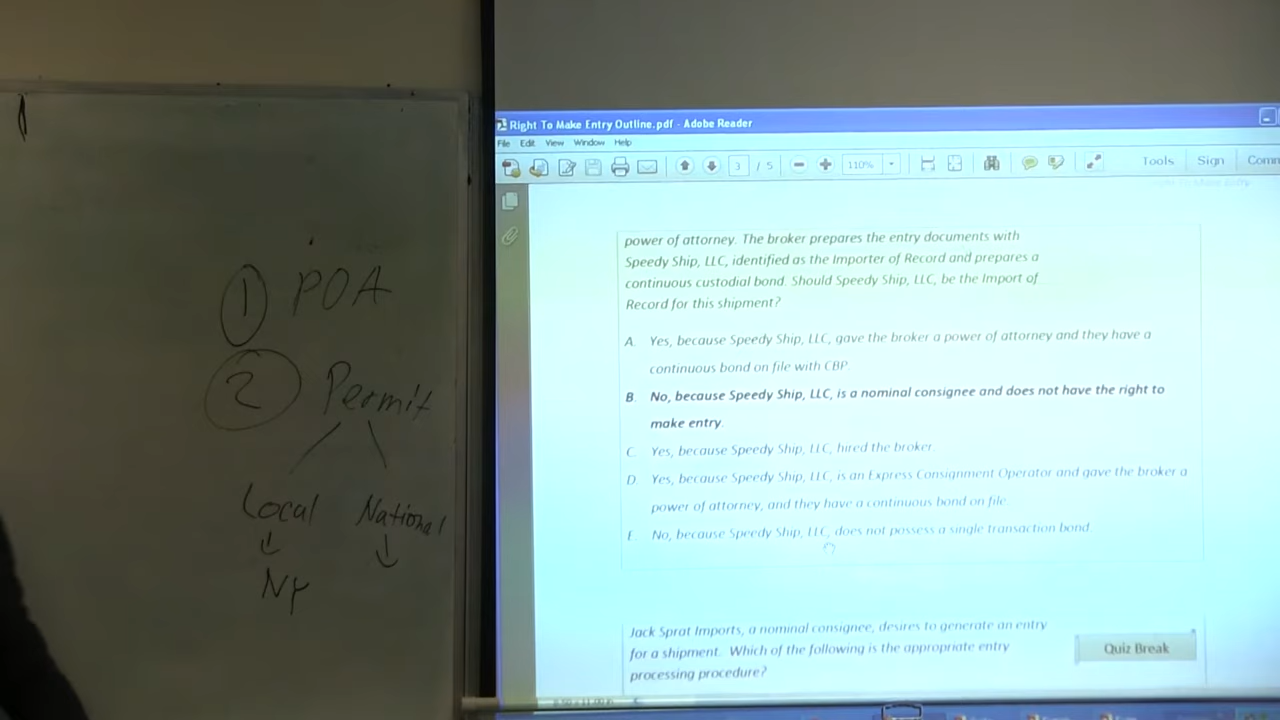 1 POA
2 Permit
Local National
NY
Right To Make Entry Outline.pdf - Adobe Reader
File Edit View Window Help
3 / 5 110% Tools Sign
power of attorney. The broker prepares the entry documents with
Speedy Ship, LLC, identified as the Importer of Record and prepares a
continuous custodial bond. Should Speedy Ship, LLC, be the Import of
Record for this shipment?
A. Yes, because Speedy Ship, LLC, gave the broker a power of attorney and they have a
continuous bond on file with CBP.
B. No, because Speedy Ship, LLC, is a nominal consignee and does not have the right to
make entry.
C. Yes, because Speedy Ship, LLC, hired the broker.
D. Yes, because Speedy Ship, LLC, is an Express Consignment Operator and gave the broker a
power of attorney, and they have a continuous bond on file.
E. No, because Speedy Ship, LLC, does not possess a single transaction bond
Jack Sprat Imports, a nominal consignee, desires to generate an entry
for a shipment. Which of the following is the appropriate entry
processing procedure?
Quiz Break